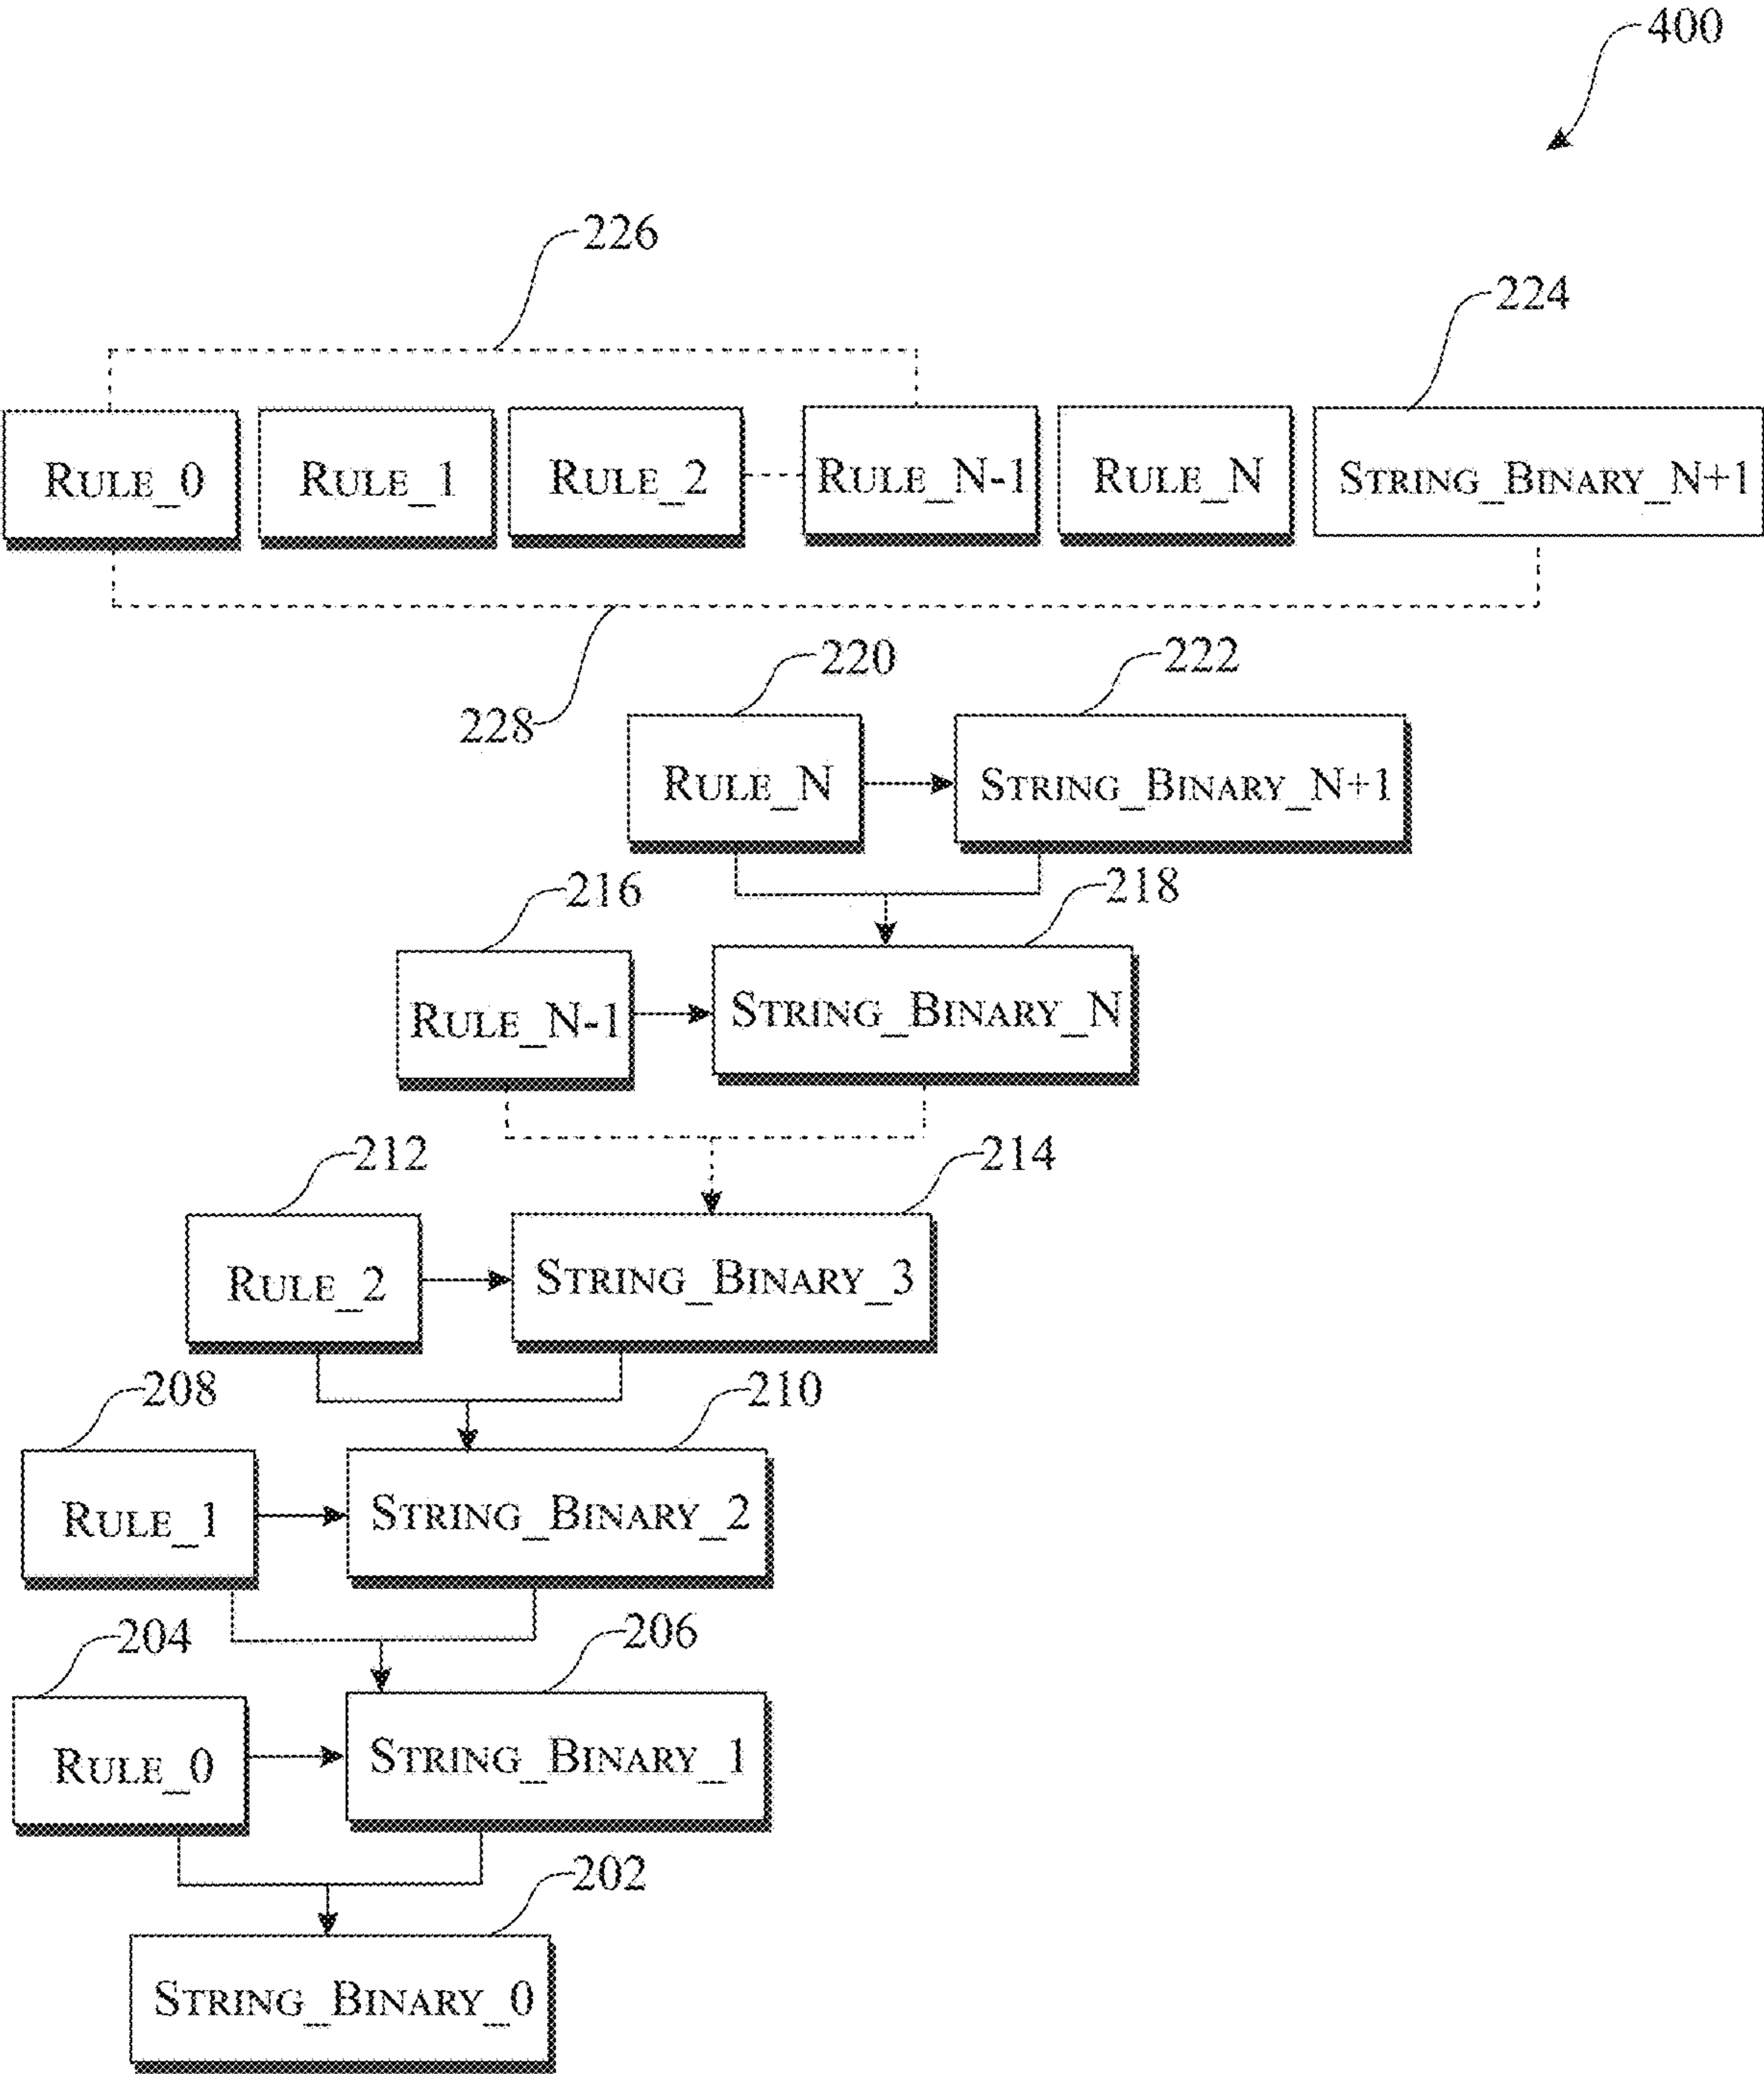 400
226
224
RULE_0 RULE_1 RULE_2 RULE_N-1 RULE_N STRING_BINARY_N+1
220 222
228
RULE_N STRING_BINARY_N+1
216 218
RULE_N-1 STRING_BINARY_N
212 214
RULE_2 STRING_BINARY_3
208 210
RULE_1 STRING_BINARY_2
204 206
RULE_0 STRING_BINARY_1
202
STRING_BINARY_0